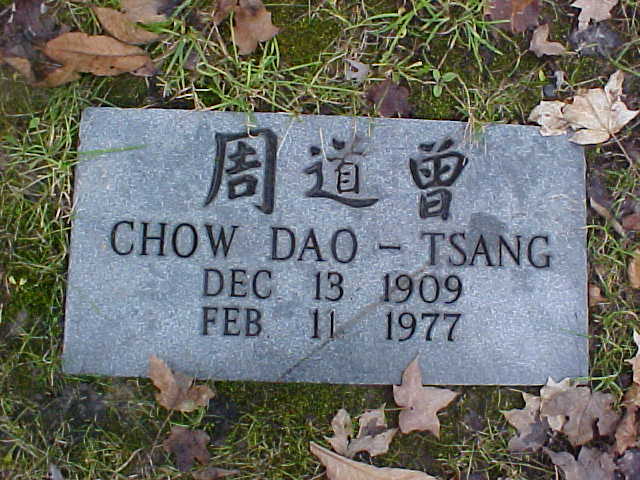 周道曾
CHOW DAO - TSANG
DEC 13 1909
FEB 11 1977